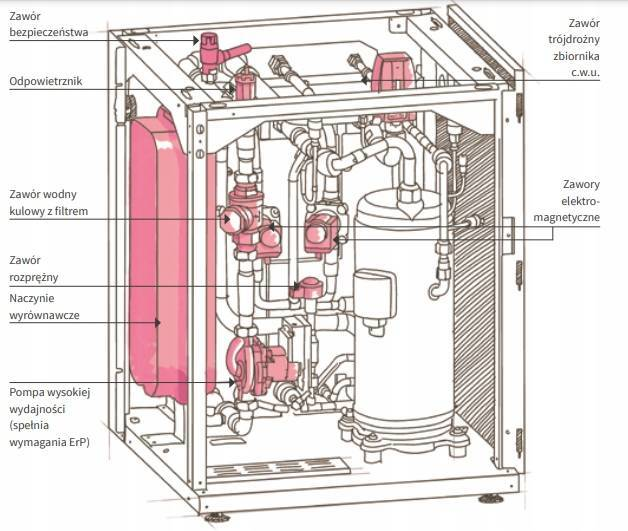 Zawór
bezpieczeństwa
Odpowietrznik
Zawór wodny
kulowy z filtrem
Zawór
rozprężny
Naczynie
wyrównawcze
Pompa wysokiej
wydajności
(spełnia
wymagania ErP)
Zawór
trójdrożny
zbiornika
c.w.u.
Zawory
elektro-
magnetyczne